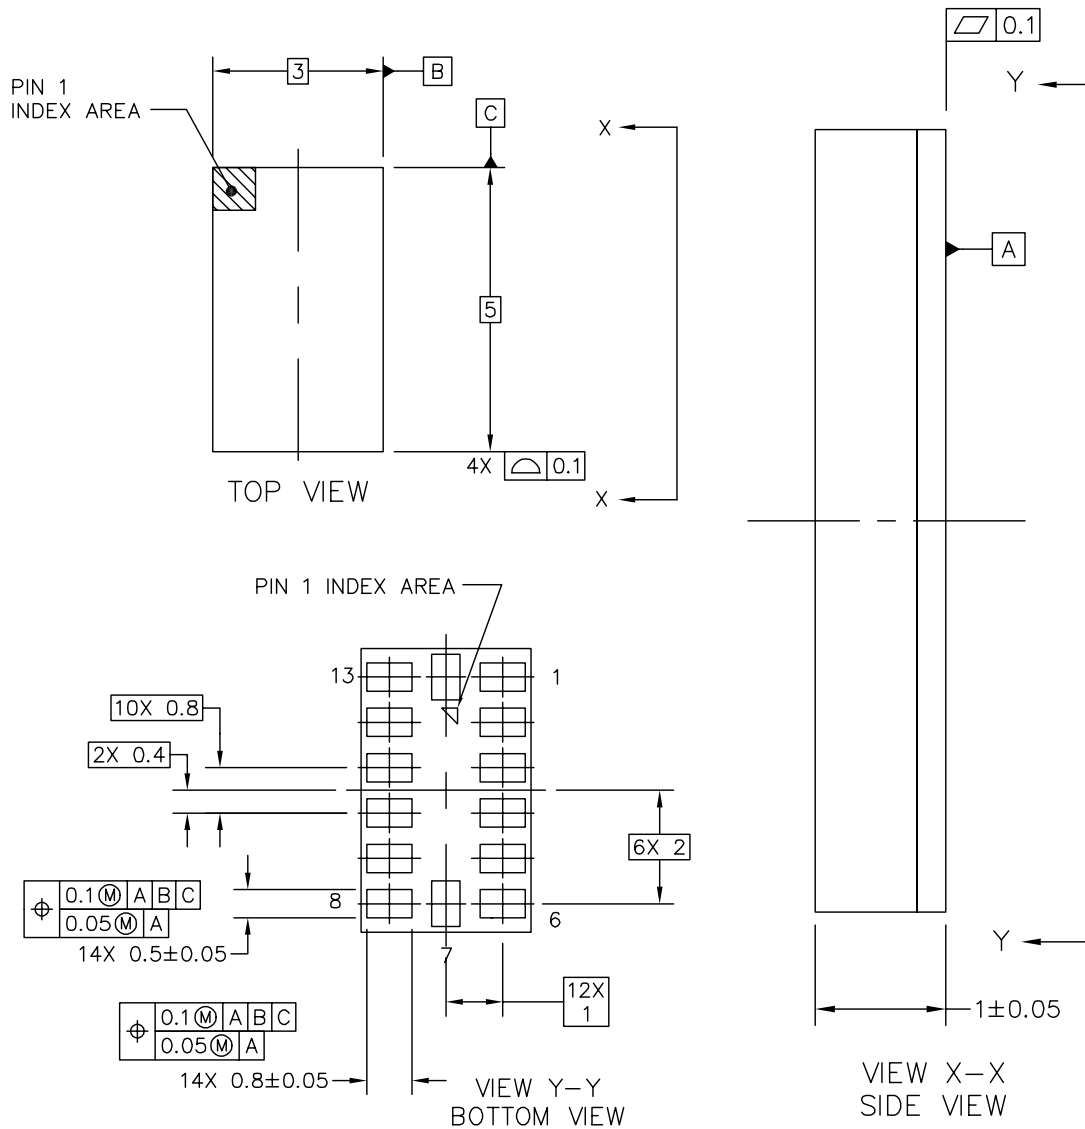 0.1
3
B
Y
PIN 1
INDEX AREA
C
X
A
5
4X 0.1
TOP VIEW
X
PIN 1 INDEX AREA
13
1
10X 0.8
2X 0.4
6X 2
0.1 Ⓜ A B C
0.05 Ⓜ A
14X 0.5±0.05
8
6
7
Y
12X
1
0.1 Ⓜ A B C
0.05 Ⓜ A
14X 0.8±0.05
1±0.05
VIEW Y-Y
BOTTOM VIEW
VIEW X-X
SIDE VIEW